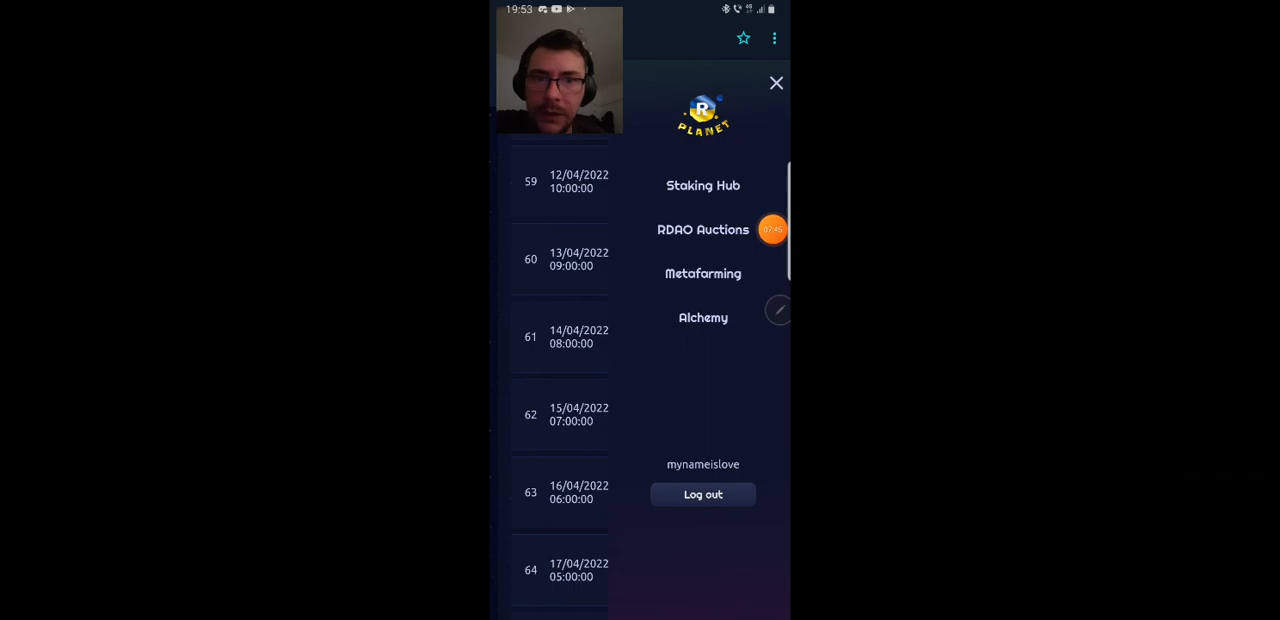 19:53
R
PLANET
59 12/04/2022
10:00:00
60 13/04/2022
09:00:00
61 14/04/2022
08:00:00
62 15/04/2022
07:00:00
63 16/04/2022
06:00:00
64 17/04/2022
05:00:00
Staking Hub
RDAO Auctions
07:45
Metafarming
Alchemy
mynameislove
Log out